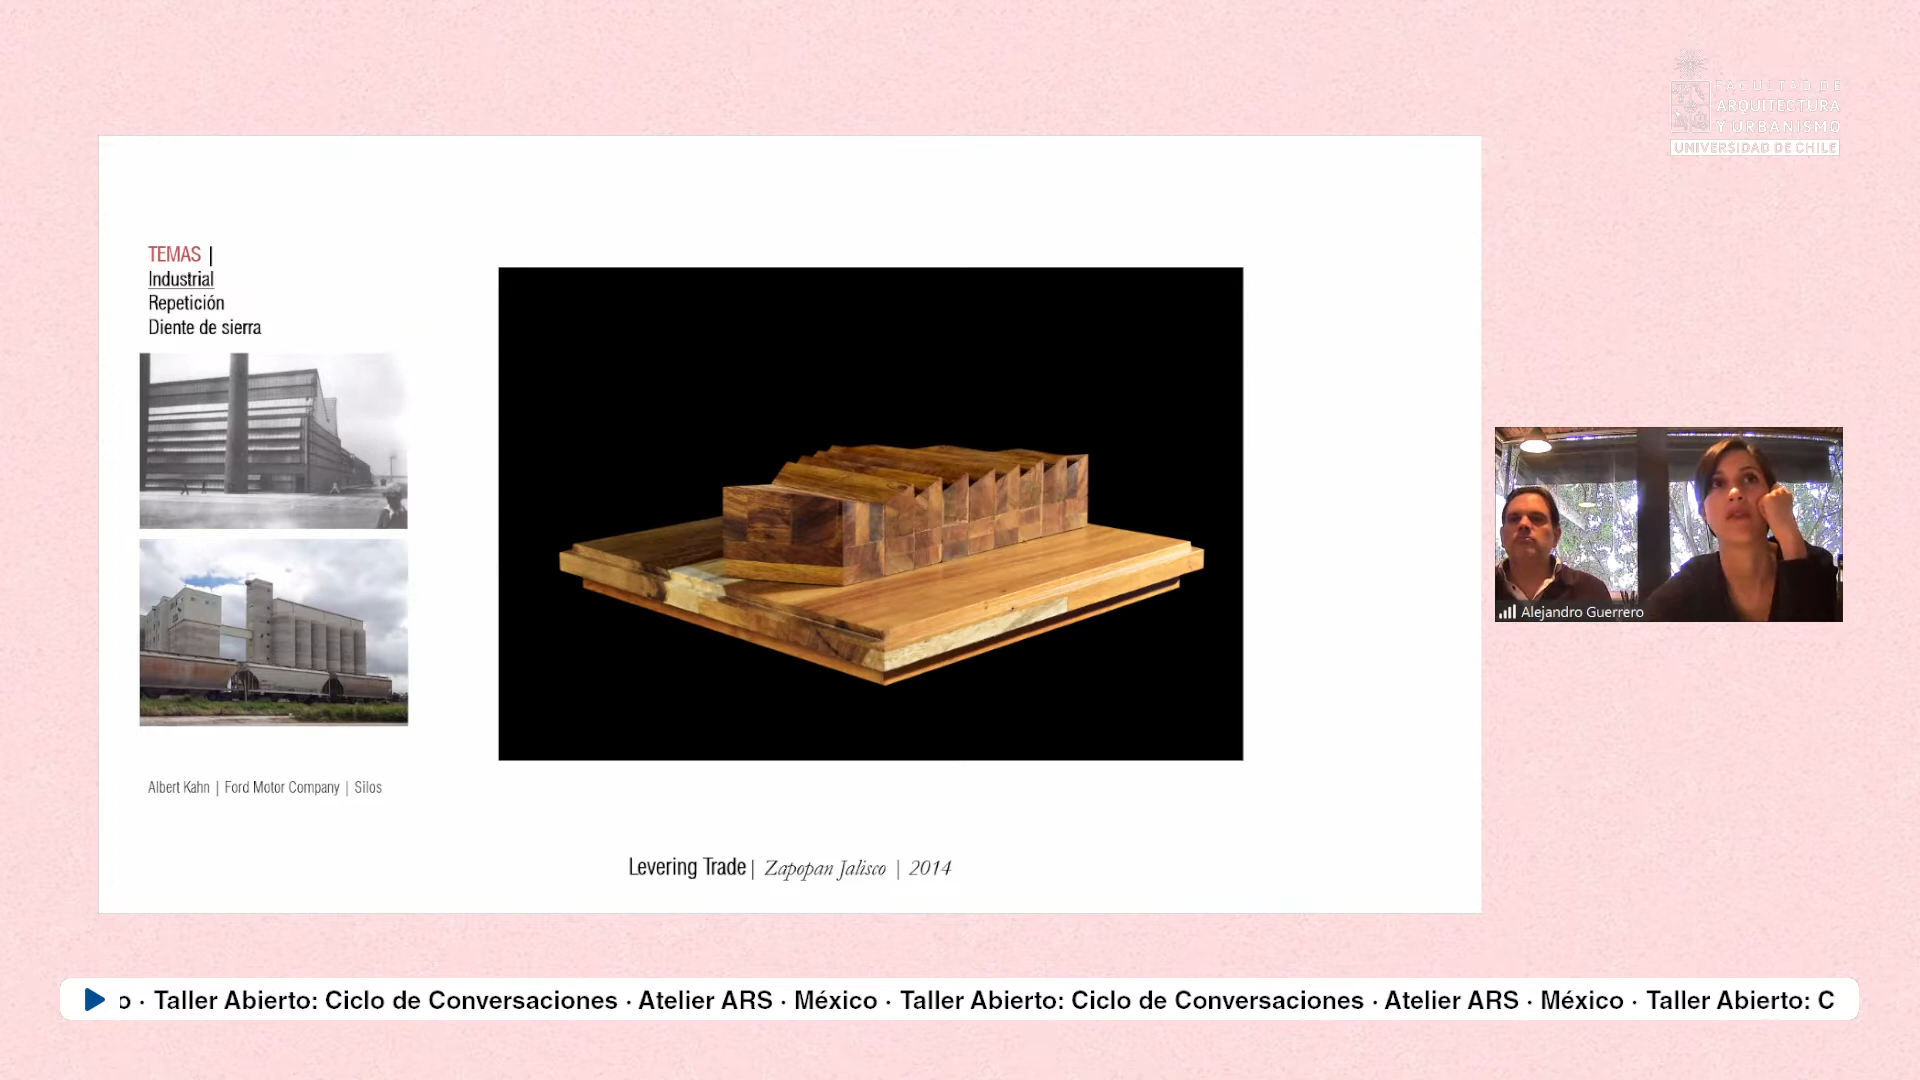 FACULTAD DE
ARQUITECTURA
Y URBANISMO
UNIVERSIDAD DE CHILE
TEMAS |
Industrial
Repetición
Diente de sierra
Albert Kahn | Ford Motor Company | Silos
Levering Trade | Zapopan Jalisco | 2014
Alejandro Guerrero
o · Taller Abierto: Ciclo de Conversaciones · Atelier ARS · México · Taller Abierto: Ciclo de Conversaciones · Atelier ARS · México · Taller Abierto: C